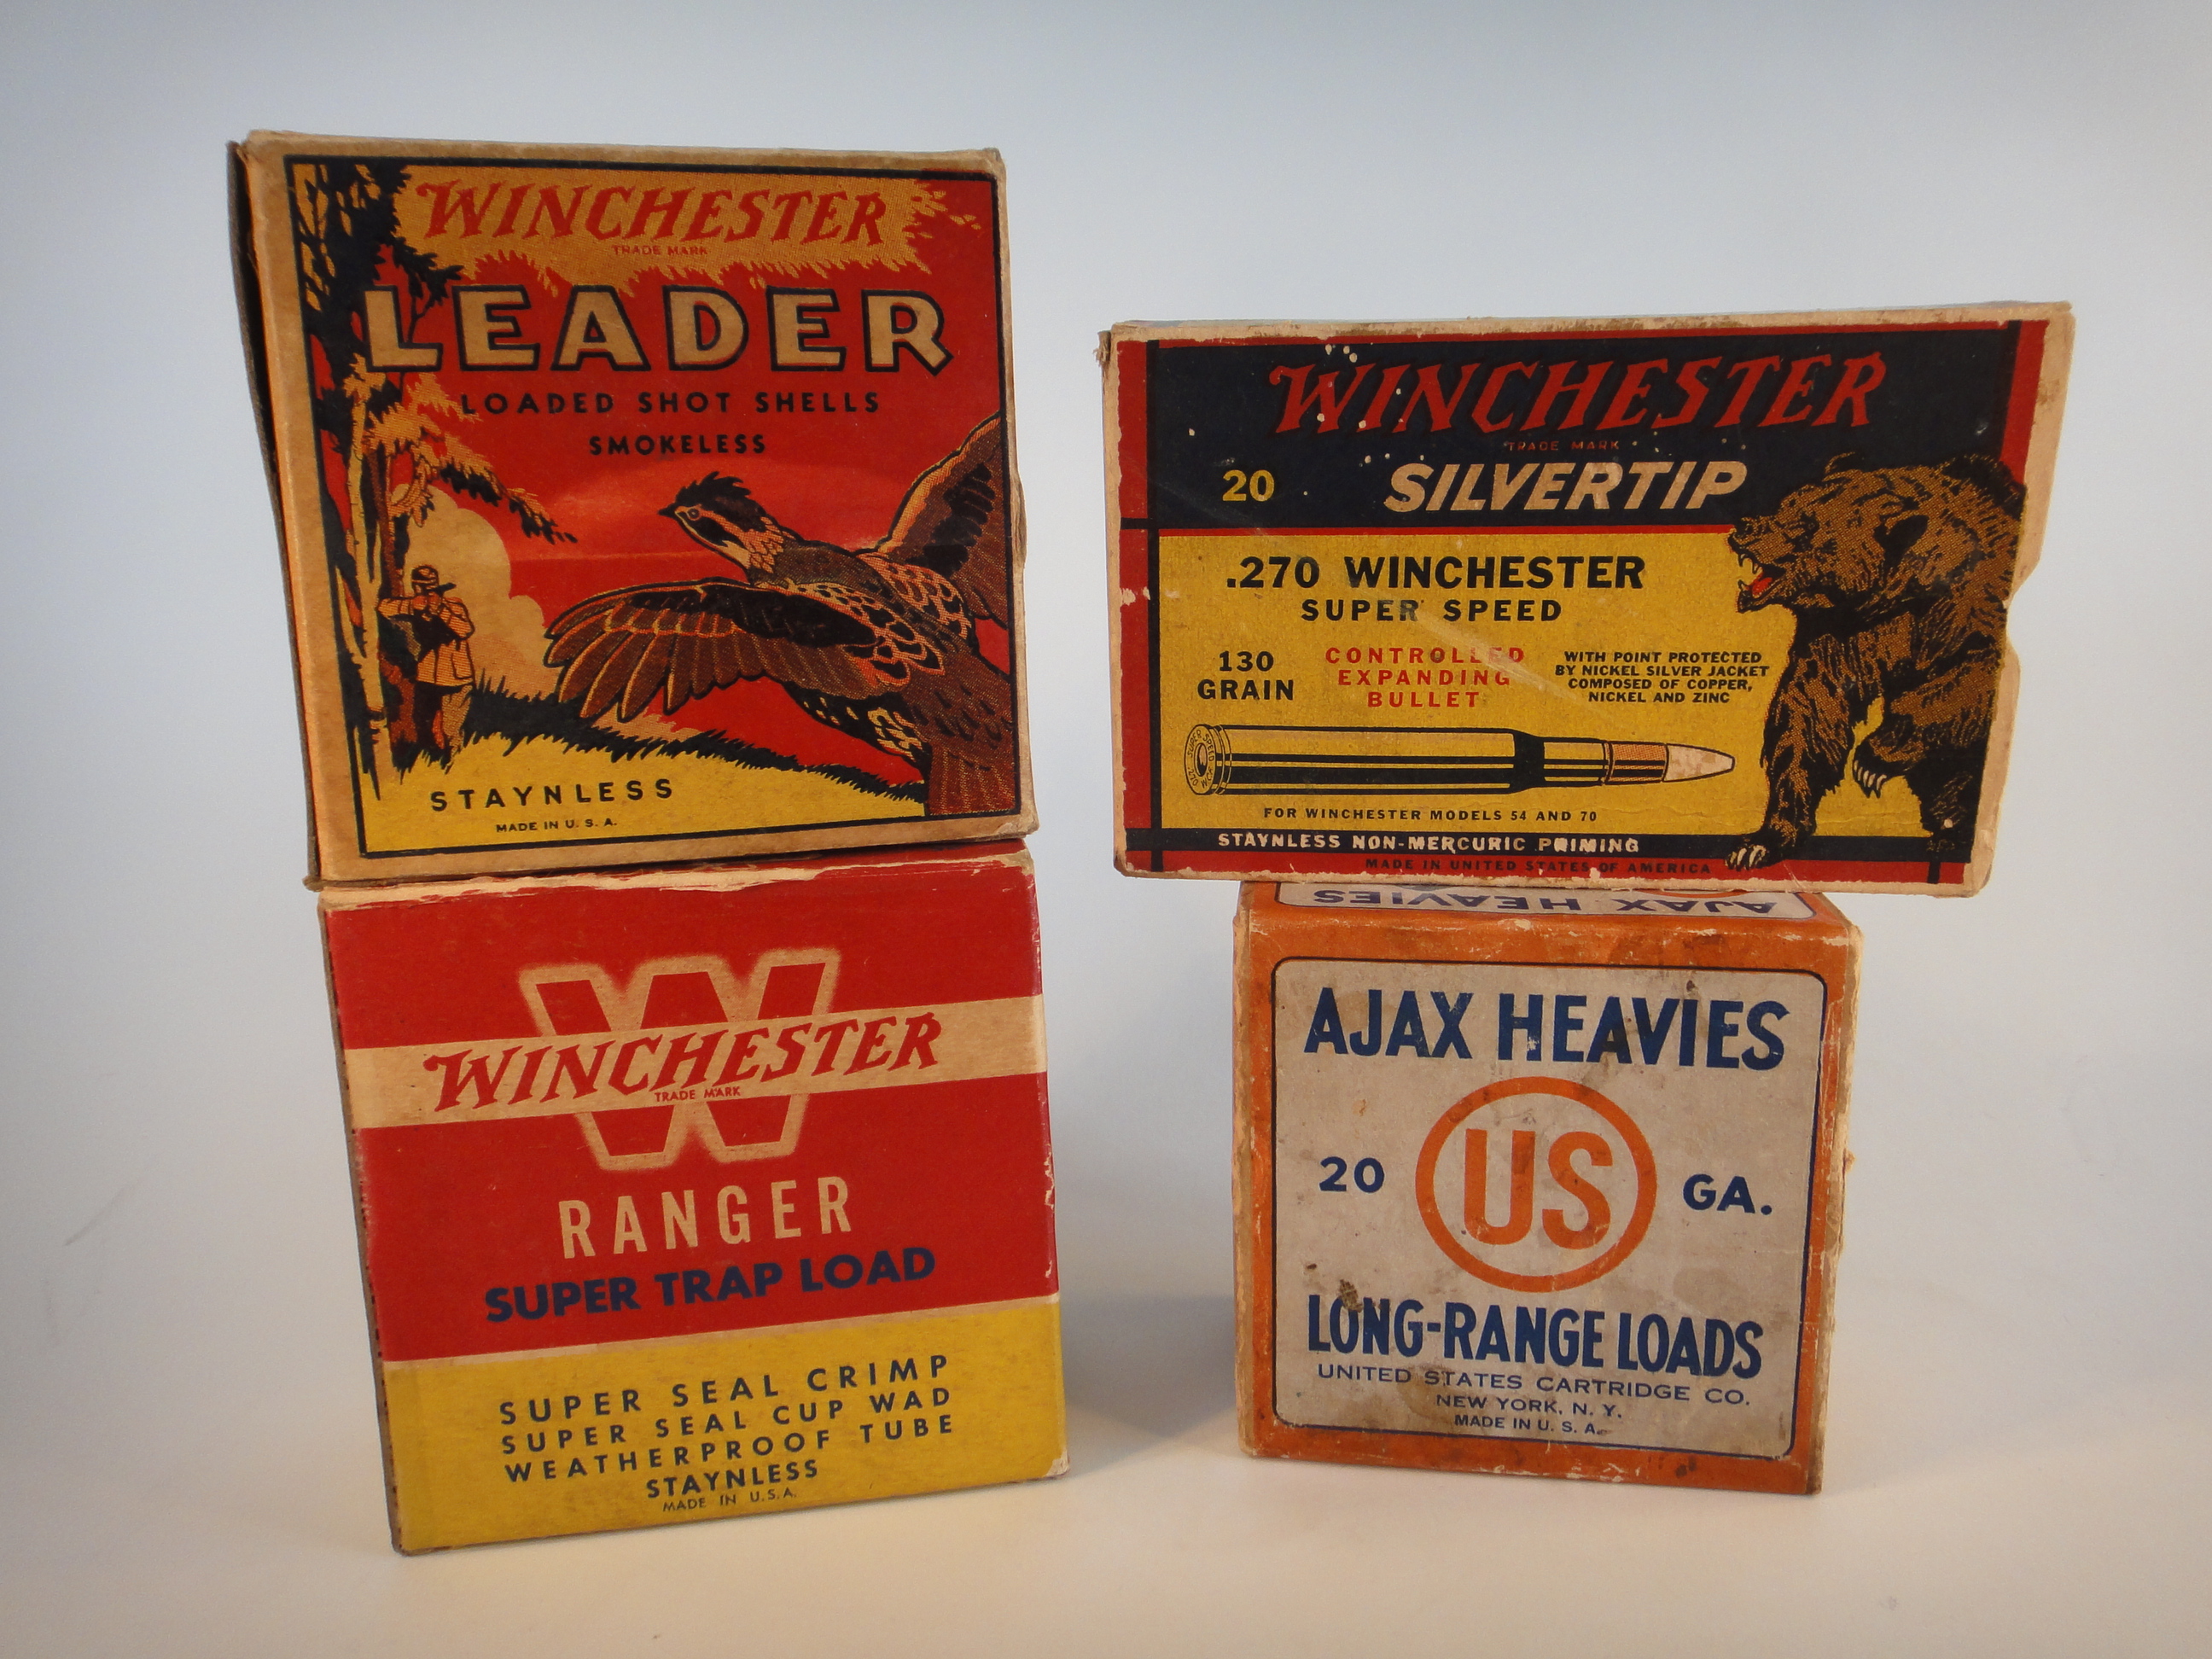 WINCHESTER
TRADE MARK
LEADER
LOADED SHOT SHELLS
SMOKELESS
STAYNLESS
MADE IN U. S. A.
W
WINCHESTER
TRADE MARK
RANGER
SUPER TRAP LOAD
SUPER SEAL CRIMP
SUPER SEAL CUP WAD
WEATHERPROOF TUBE
STAYNLESS
MADE IN U.S.A.
WINCHESTER
TRADE MARK
20 SILVERTIP
.270 WINCHESTER
SUPER SPEED
130
GRAIN
CONTROLLED
EXPANDING
BULLET
WITH POINT PROTECTED
BY NICKEL SILVER JACKET
COMPOSED OF COPPER,
NICKEL AND ZINC
SUPER SPEED
FOR WINCHESTER MODELS 54 AND 70
STAYNLESS NON-MERCURIC PRIMING
MADE IN UNITED STATES OF AMERICA
AJAX HEAVIES
AJAX HEAVIES
20 US GA.
LONG-RANGE LOADS
UNITED STATES CARTRIDGE CO.
NEW YORK, N. Y.
MADE IN U. S. A.